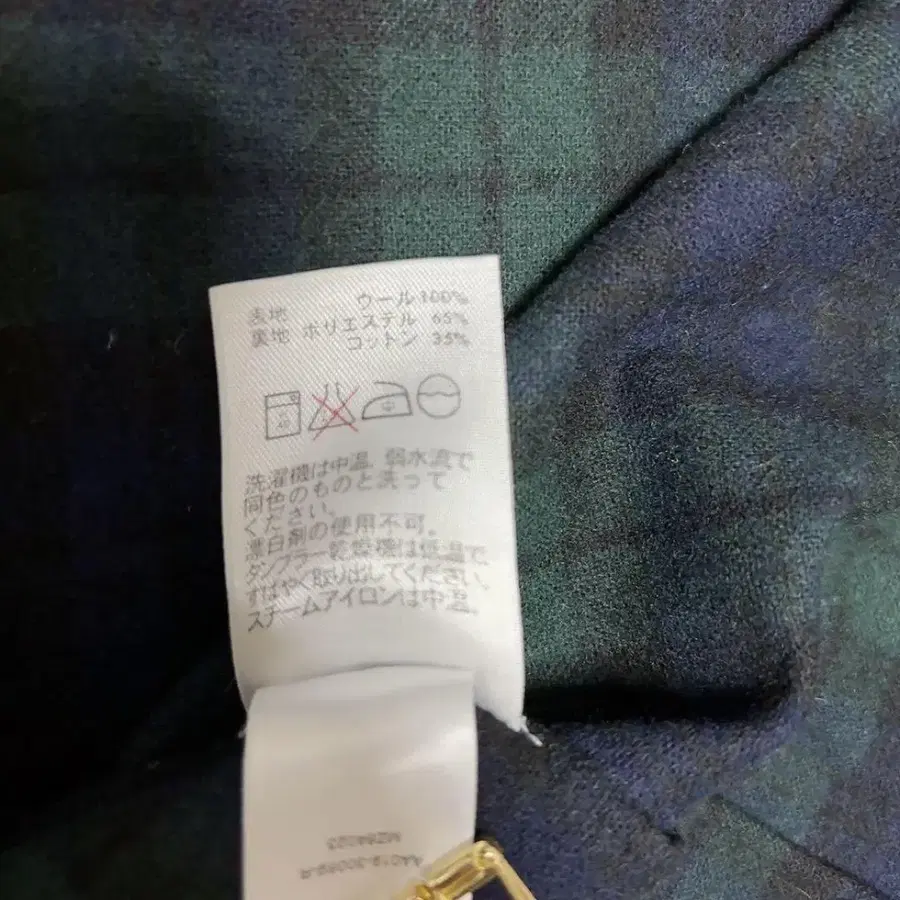 表地 ウール100%
裏地 ポリエステル 65%
コットン 35%
40
洗濯機は中温、弱水流で
同色のものと洗って
ください。
漂白剤の使用不可。
タンブラー乾燥機は低温で
すばやく取り出してください。
スチームアイロンは中温。